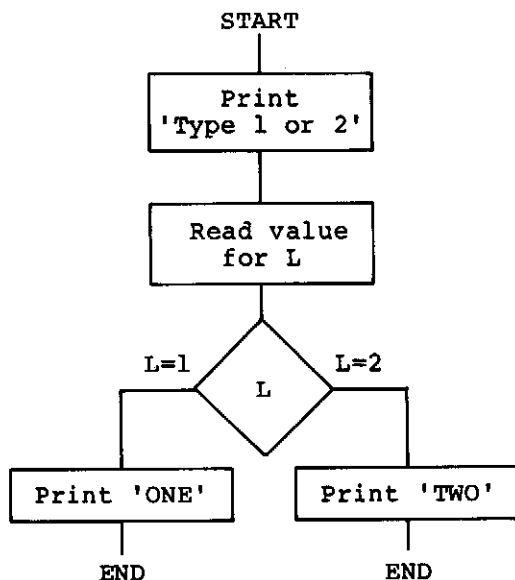 START
Print
'Type 1 or 2'
Read value
for L
L=1
L=2
L
Print 'ONE'
Print 'TWO'
END
END